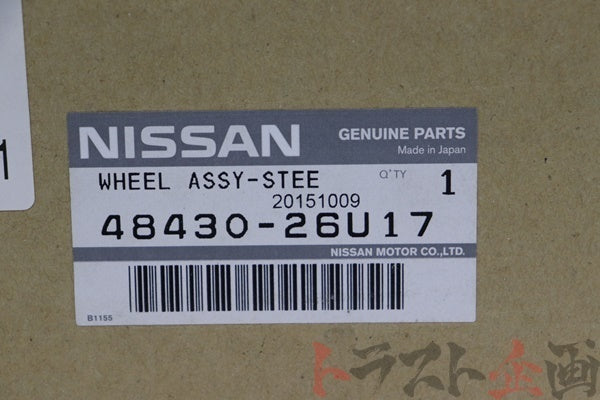 1
NISSAN
GENUINE PARTS
Made in Japan
WHEEL ASSY-STEE
Q'TY 1
20151009
48430-26U17
NISSAN MOTOR CO.,LTD.
B1155
トラスト企画